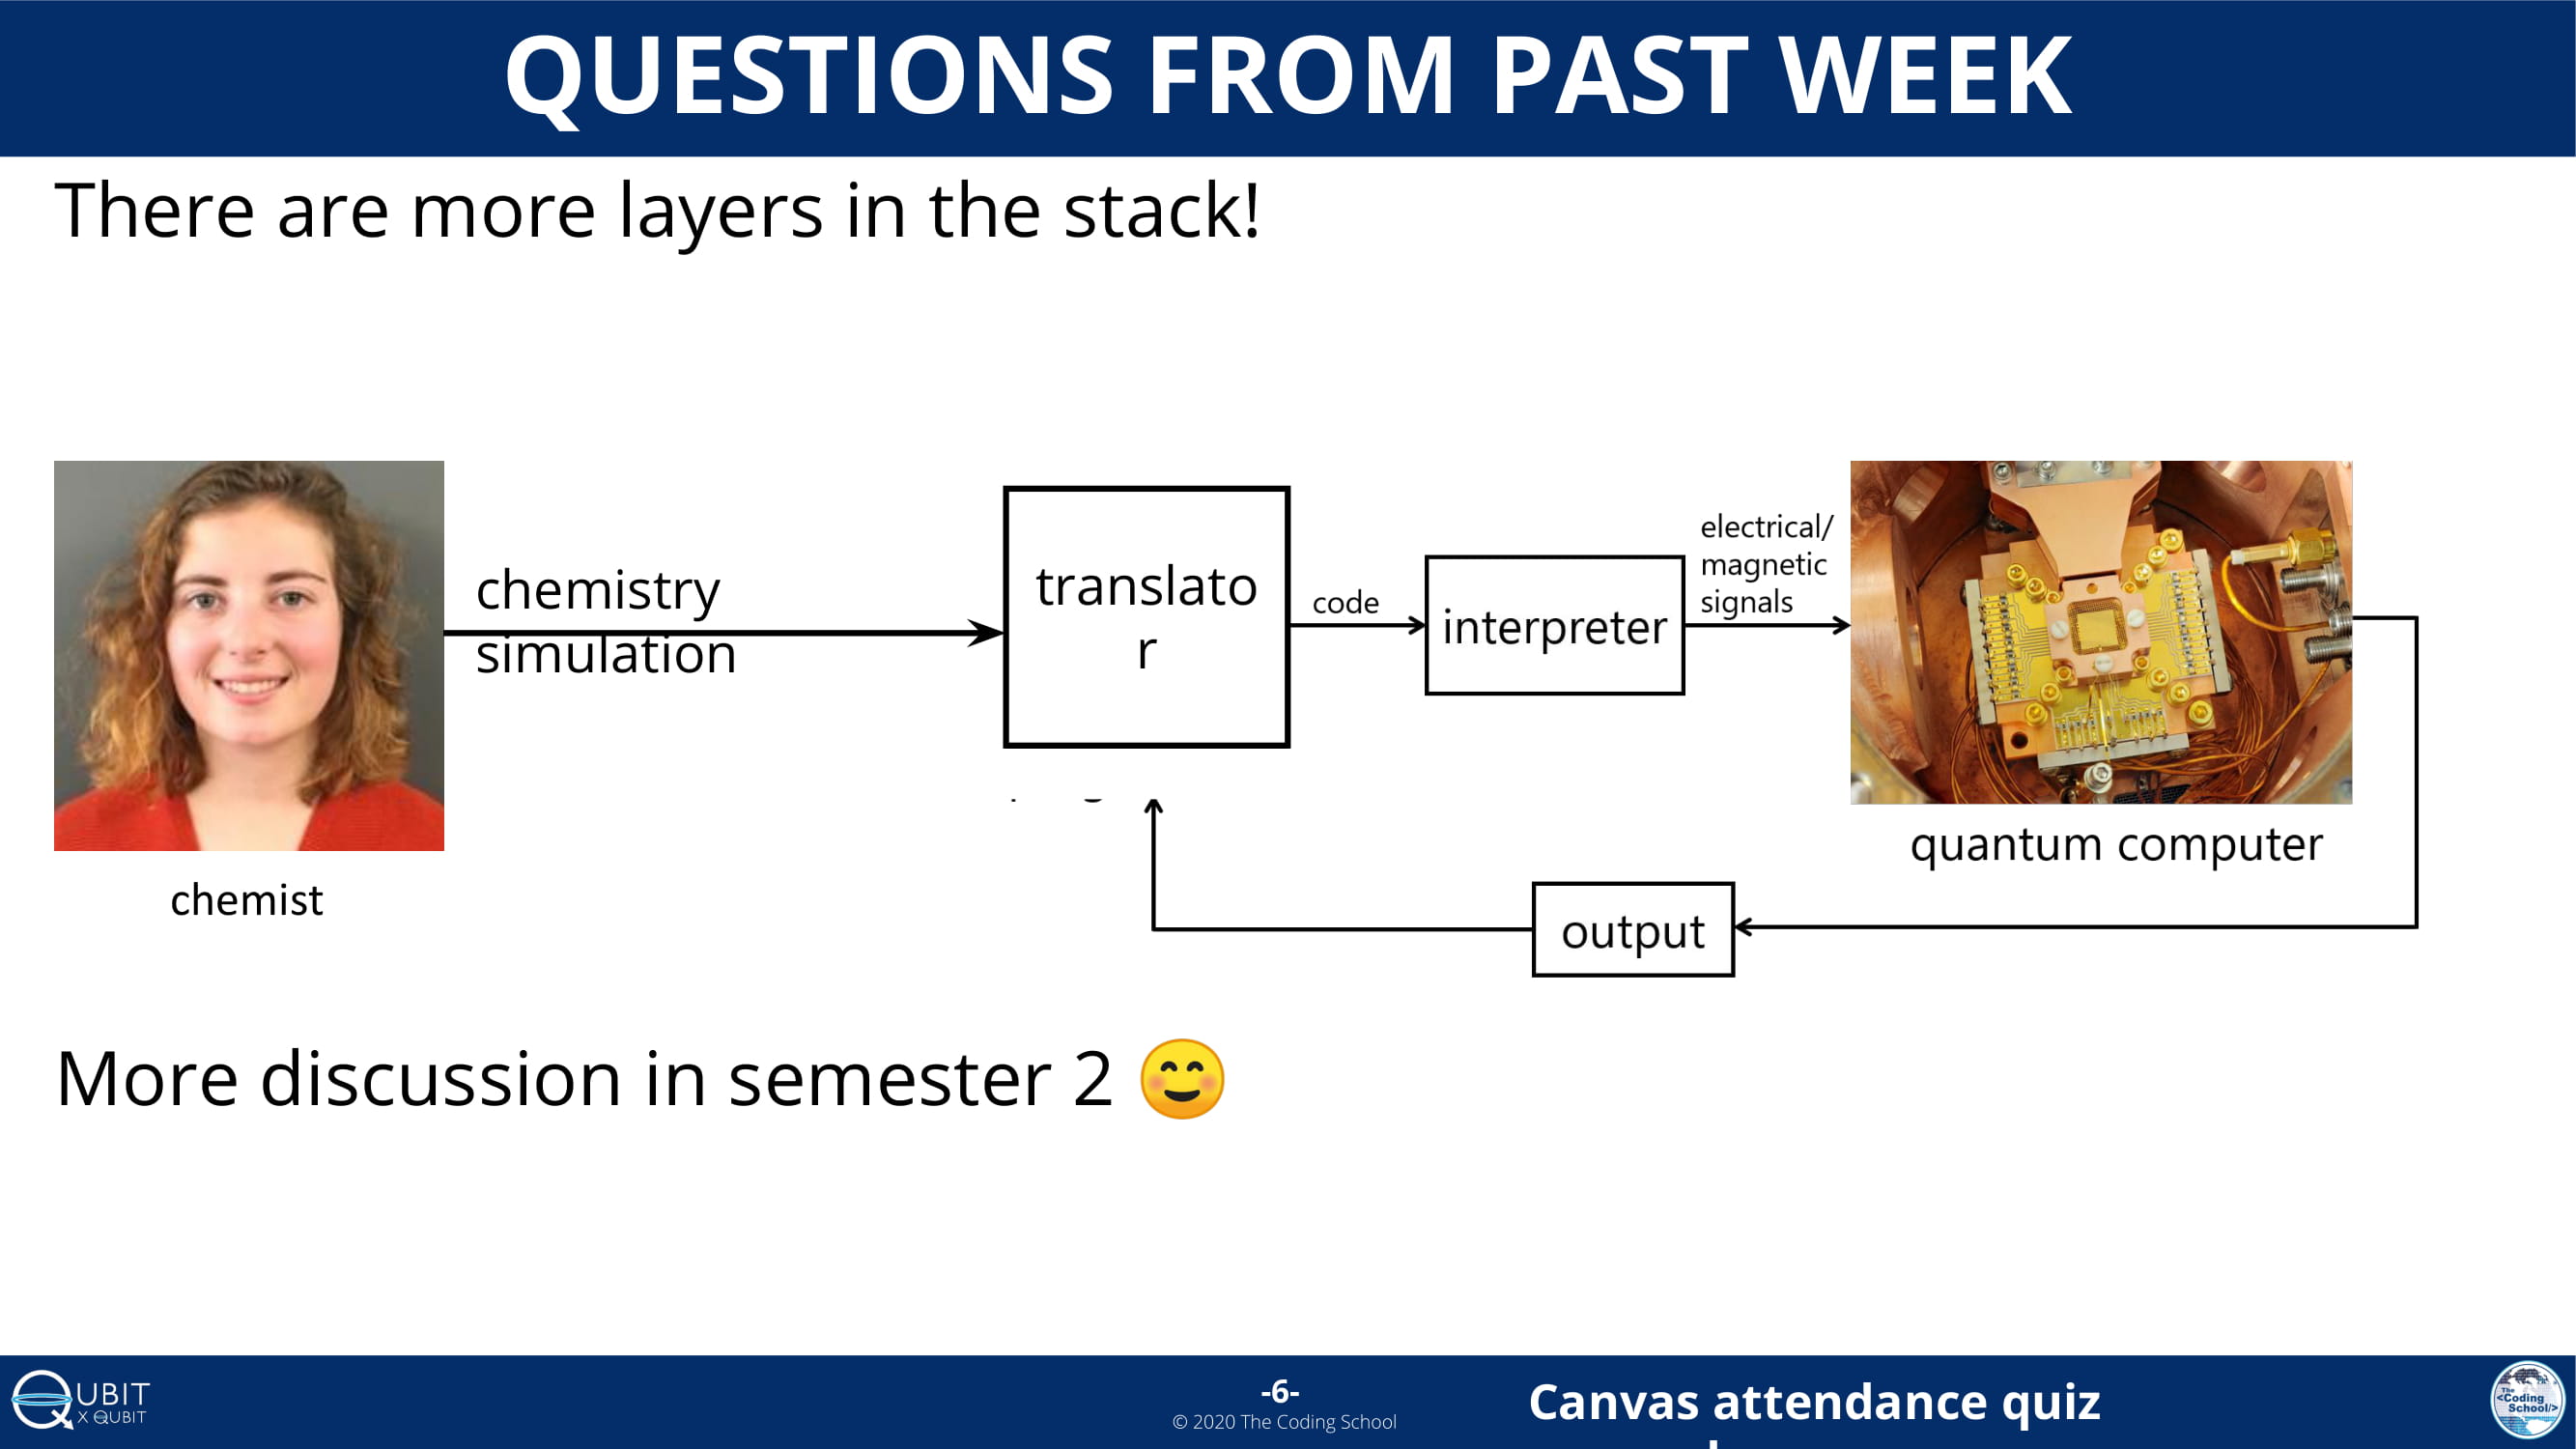 QUESTIONS FROM PAST WEEK
There are more layers in the stack!
chemistry
simulation
translato
r
code
interpreter
electrical/
magnetic
signals
quantum computer
chemist
output
More discussion in semester 2 😊
QUBIT
X QUBIT
-6-
© 2020 The Coding School
Canvas attendance quiz
The
<Coding
School/>